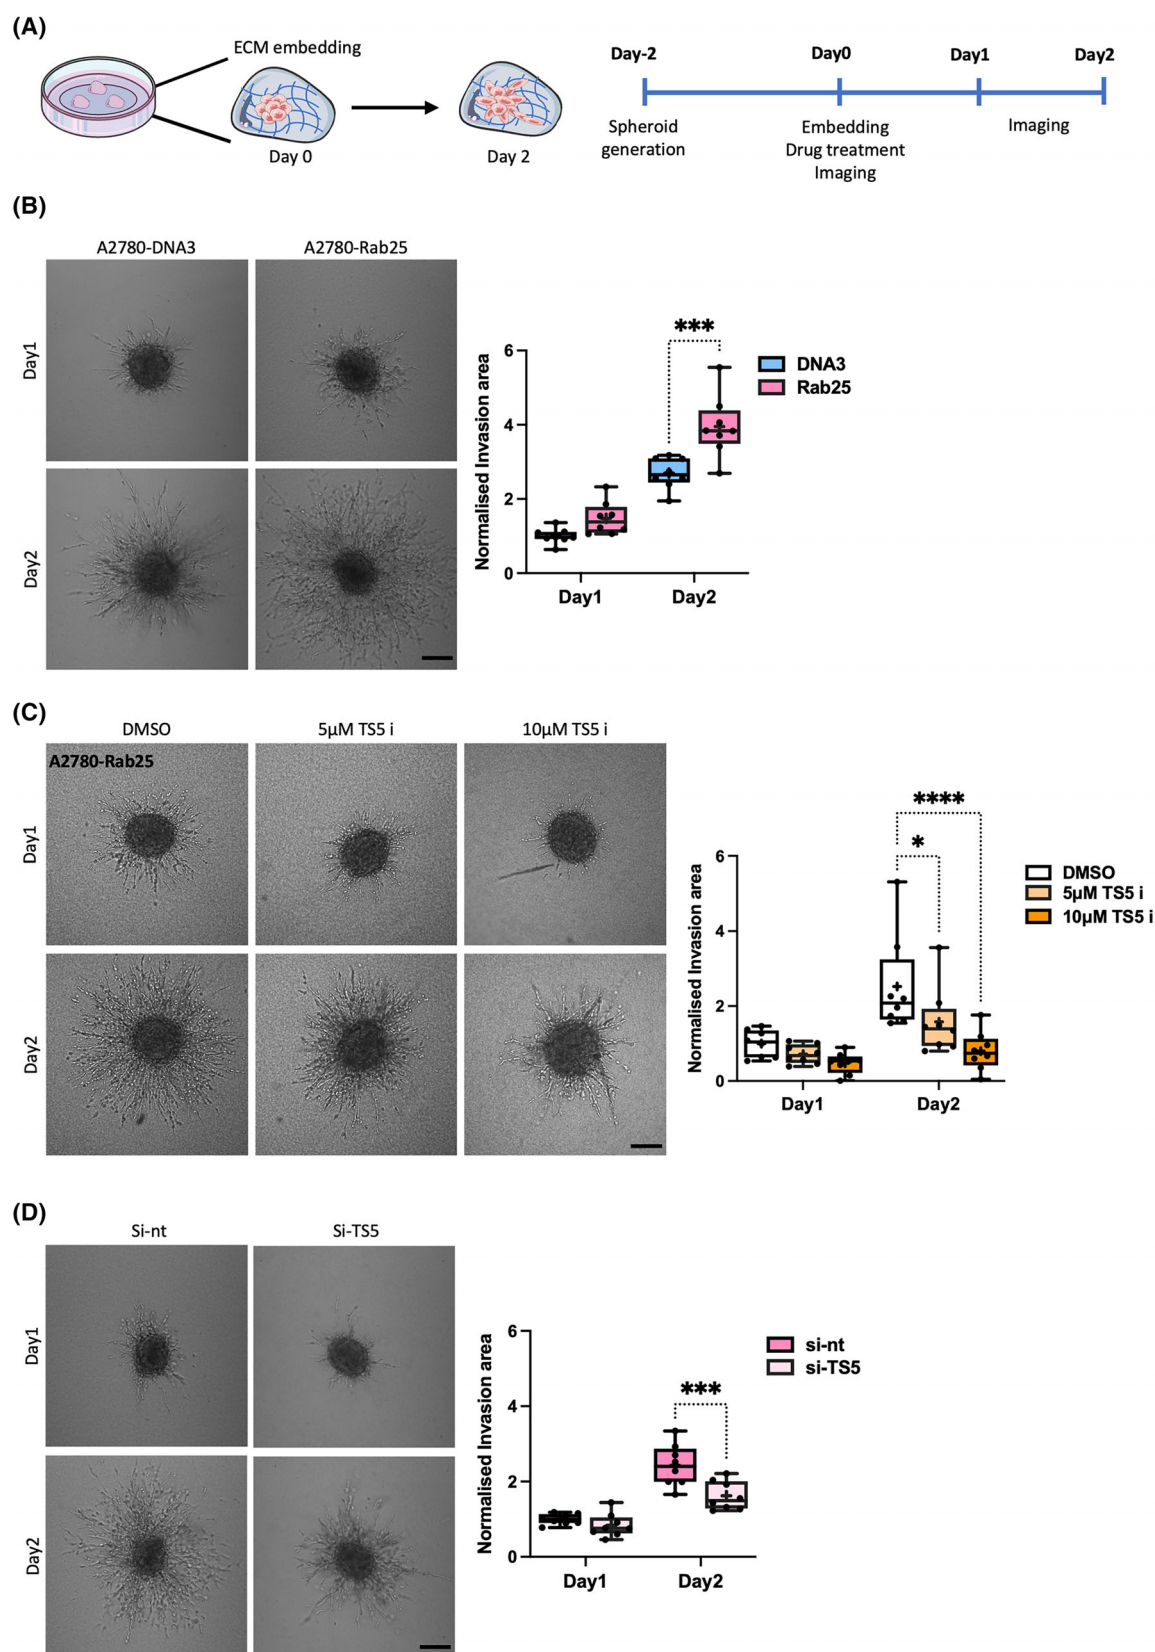 (A)
ECM embedding
Day 0
Day 2
Day-2
Day0
Day1
Day2
Spheroid
generation
Embedding
Drug treatment
Imaging
Imaging
(B)
A2780-DNA3
A2780-Rab25
Day1
Day2
Normalised Invasion area
6
4
2
0
***
Day1
Day2
DNA3
Rab25
(C)
DMSO
5µM TS5 i
10µM TS5 i
A2780-Rab25
Day1
Day2
Normalised Invasion area
6
4
2
0
****
*
Day1
Day2
DMSO
5µM TS5 i
10µM TS5 i
(D)
Si-nt
Si-TS5
Day1
Day2
Normalised Invasion area
6
4
2
0
***
Day1
Day2
si-nt
si-TS5